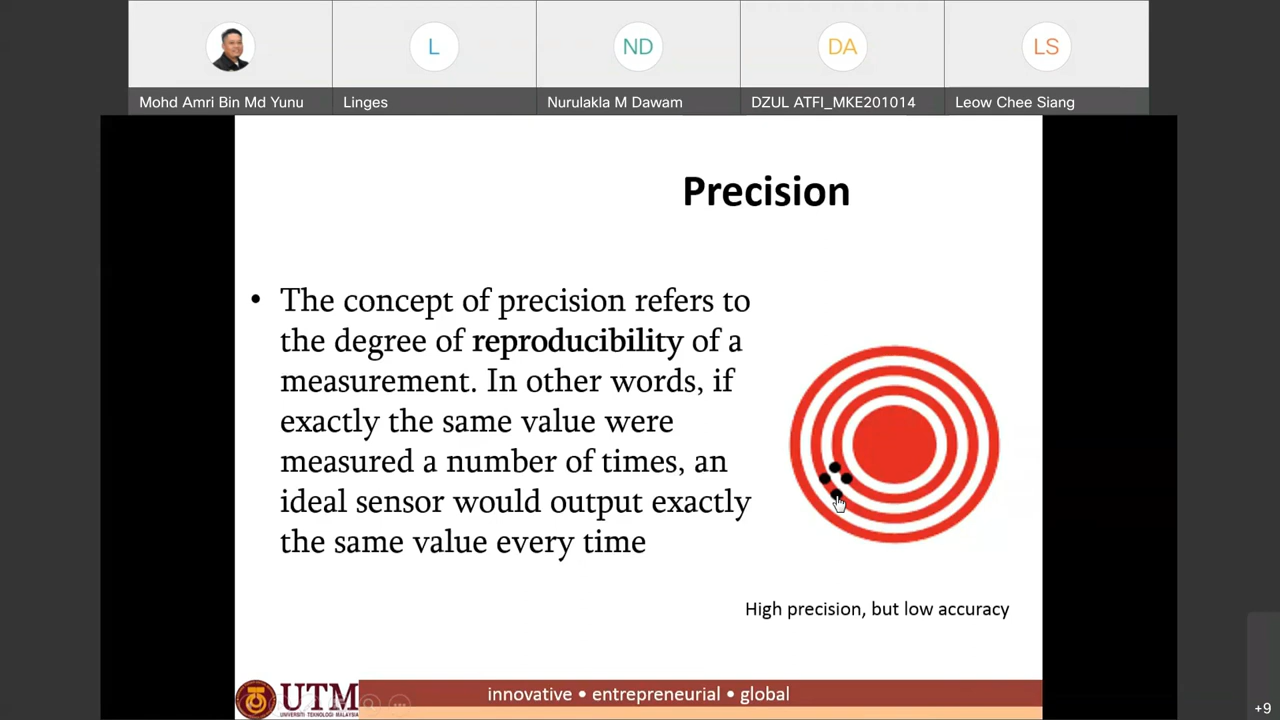 L
ND
DA
LS
Mohd Amri Bin Md Yunu
Linges
Nurulakla M Dawam
DZUL ATFI_MKE201014
Leow Chee Siang
Precision
• The concept of precision refers to
the degree of reproducibility of a
measurement. In other words, if
exactly the same value were
measured a number of times, an
ideal sensor would output exactly
the same value every time
High precision, but low accuracy
UTM
UNIVERSITI TEKNOLOGI MALAYSIA
innovative • entrepreneurial • global
+9